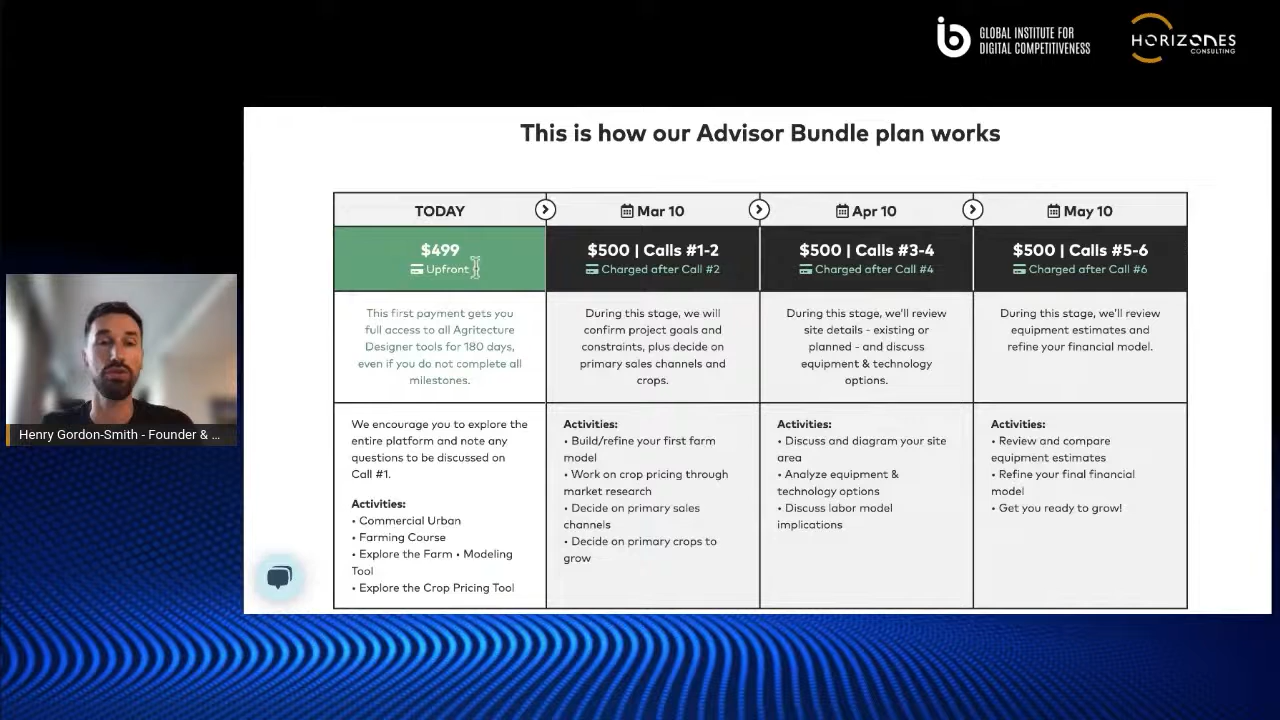 GLOBAL INSTITUTE FOR
DIGITAL COMPETITIVENESS
HORIZONES
CONSULTING
This is how our Advisor Bundle plan works
TODAY
Mar 10
Apr 10
May 10
$499
Upfront
$500 | Calls #1-2
Charged after Call #2
$500 | Calls #3-4
Charged after Call #4
$500 | Calls #5-6
Charged after Call #6
This first payment gets you
full access to all Agritecture
Designer tools for 180 days,
even if you do not complete all
milestones.
During this stage, we will
confirm project goals and
constraints, plus decide on
primary sales channels and
crops.
During this stage, we'll review
site details - existing or
planned - and discuss
equipment & technology
options.
During this stage, we'll review
equipment estimates and
refine your financial model.
We encourage you to explore the
entire platform and note any
questions to be discussed on
Call #1.
Activities:
• Commercial Urban
• Farming Course
• Explore the Farm • Modeling
Tool
• Explore the Crop Pricing Tool
Activities:
• Build/refine your first farm
model
• Work on crop pricing through
market research
• Decide on primary sales
channels
• Decide on primary crops to
grow
Activities:
• Discuss and diagram your site
area
• Analyze equipment &
technology options
• Discuss labor model
implications
Activities:
• Review and compare
equipment estimates
• Refine your final financial
model
• Get you ready to grow!
Henry Gordon-Smith - Founder & ...